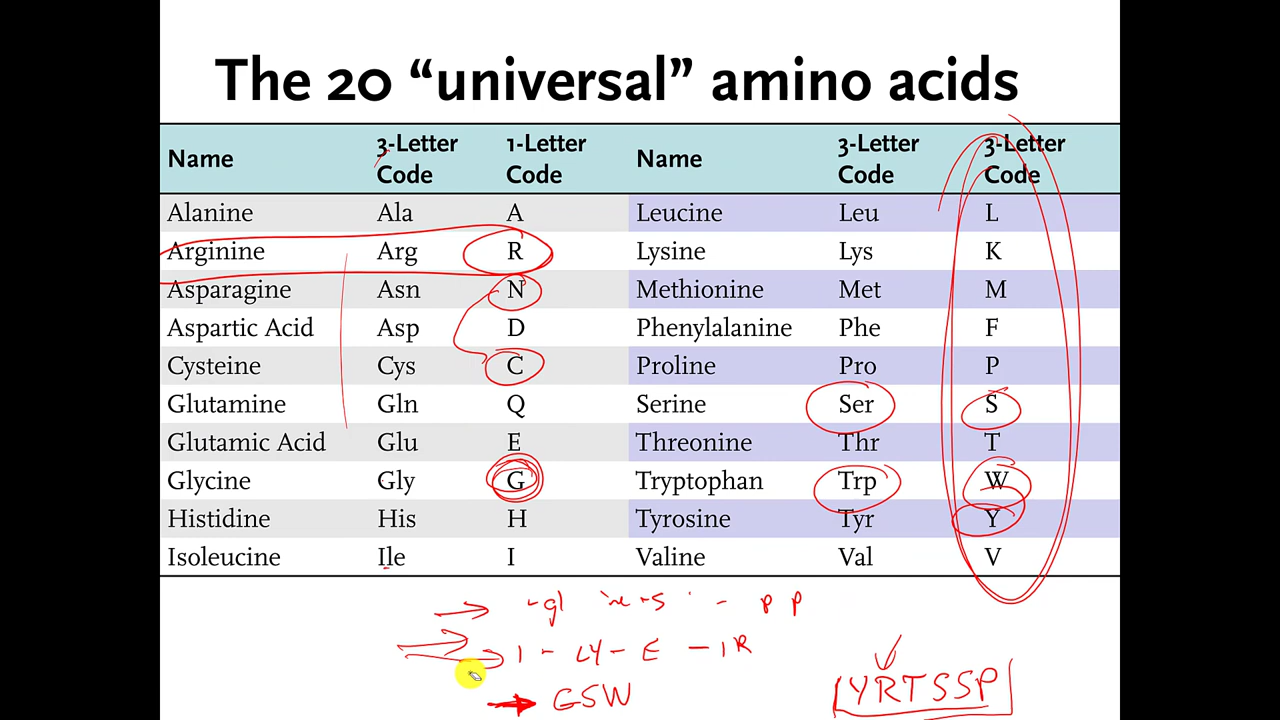 The 20 “universal” amino acids
Name 3-Letter Code 1-Letter Code Name 3-Letter Code 3-Letter Code
Alanine Ala A Leucine Leu L
Arginine Arg R Lysine Lys K
Asparagine Asn N Methionine Met M
Aspartic Acid Asp D Phenylalanine Phe F
Cysteine Cys C Proline Pro P
Glutamine Gln Q Serine Ser S
Glutamic Acid Glu E Threonine Thr T
Glycine Gly G Tryptophan Trp W
Histidine His H Tyrosine Tyr Y
Isoleucine Ile I Valine Val V
GSW
YRTSSP